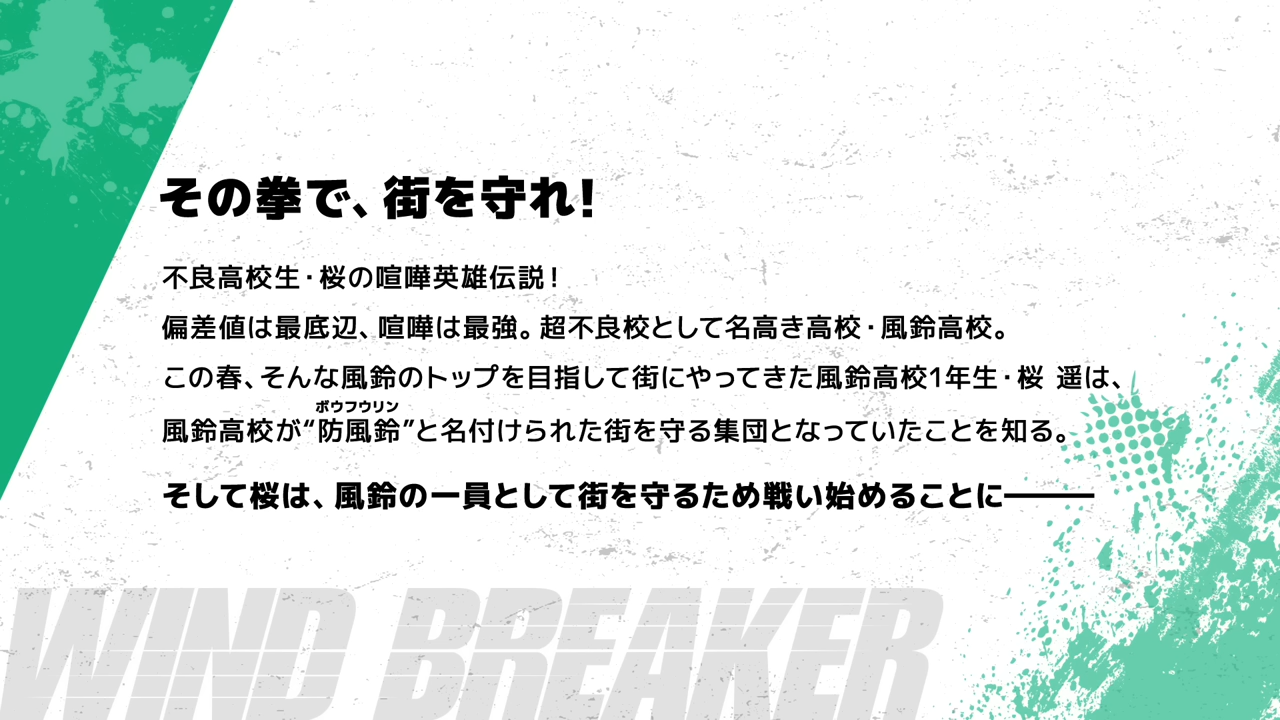 その拳で、街を守れ!
不良高校生・桜の喧嘩英雄伝説!
偏差値は最底辺、喧嘩は最強。超不良校として名高き高校・風鈴高校。
この春、そんな風鈴のトップを目指して街にやってきた風鈴高校1年生・桜 遥は、
ボウフウリン
風鈴高校が“防風鈴”と名付けられた街を守る集団となっていたことを知る。
そして桜は、風鈴の一員として街を守るため戦い始めることに―――
WIND BREAKER